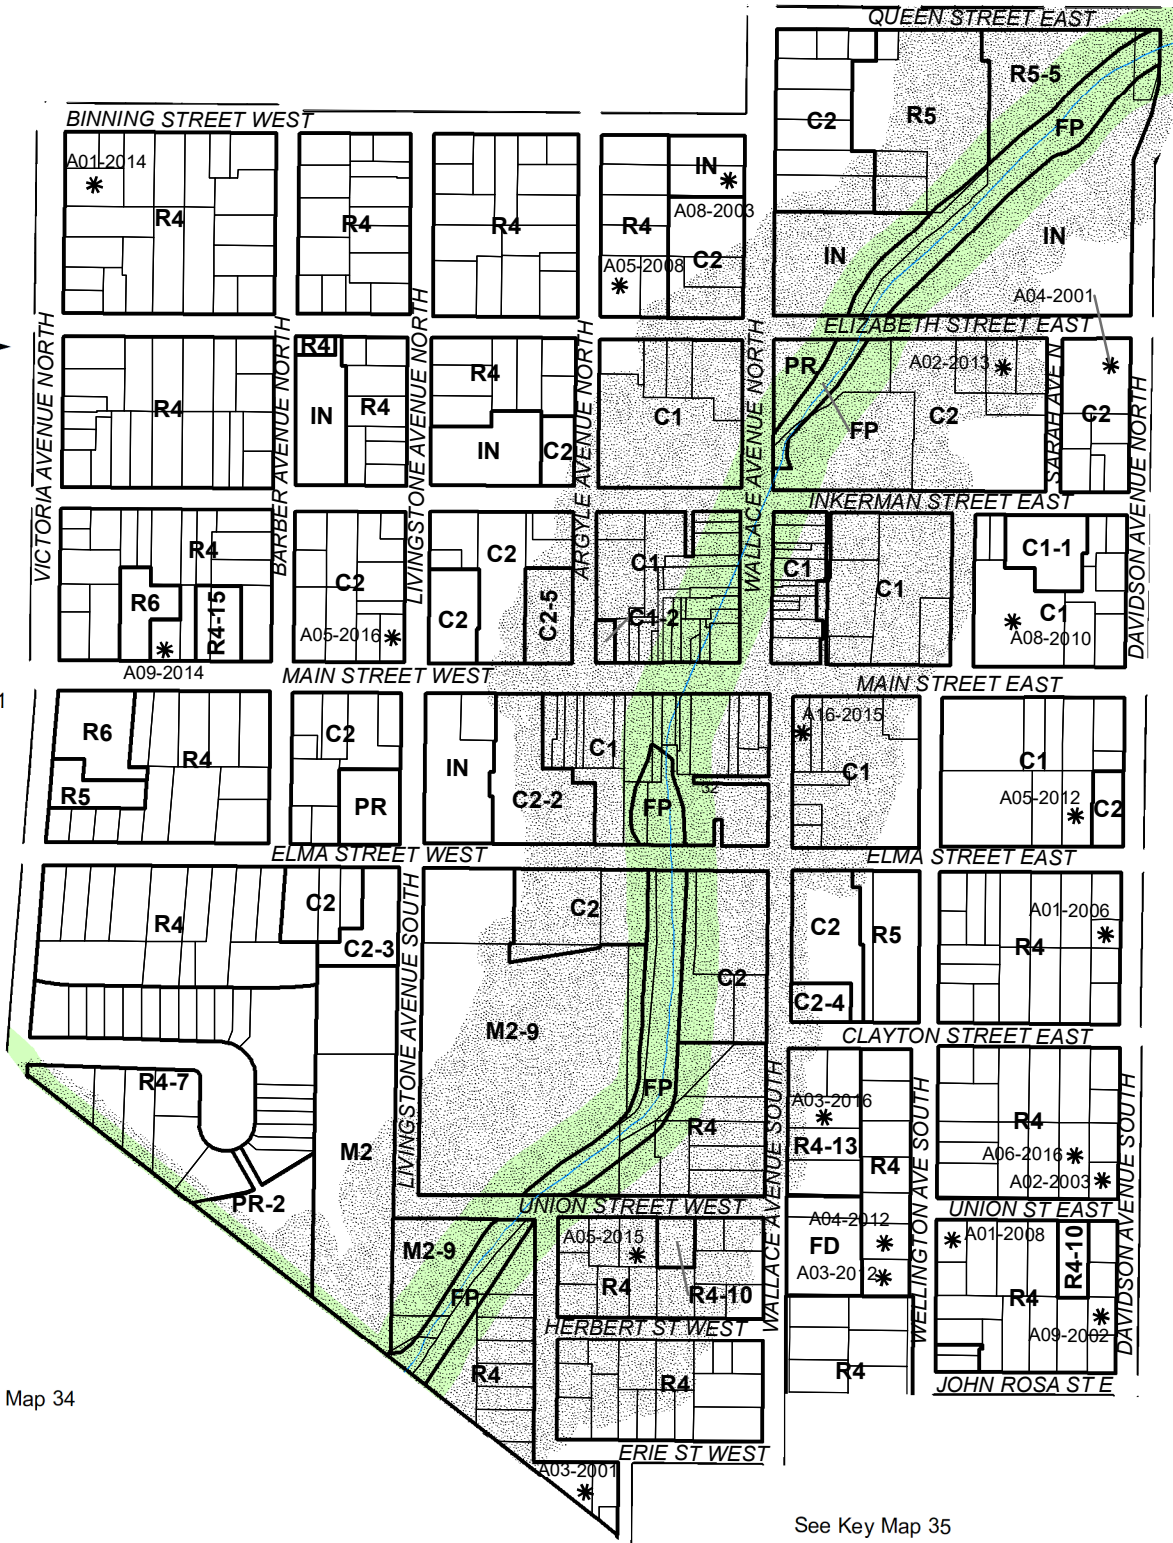 QUEEN STREET EAST
R5-5
C2
R5
FP
BINNING STREET WEST
A01-2014
R4
R4
R4
R4
IN
A08-2003
C2
A05-2008
IN
IN
A04-2001
ELIZABETH STREET EAST
VICTORIA AVENUE NORTH
BARBER AVENUE NORTH
LIVINGSTONE AVENUE NORTH
ARGYLE AVENUE NORTH
WALLACE AVENUE NORTH
SARAH AVE N
DAVIDSON AVENUE NORTH
R4
R4
IN
R4
R4
IN
C2
C1
PR
FP
A02-2013
C2
C2
INKERMAN STREET EAST
R4
R6
R4-15
A09-2014
C2
A05-2016
C2
C2
C2-5
C1
C1-2
C1
C1
C1-1
C1
A08-2010
MAIN STREET WEST
MAIN STREET EAST
1
R6
R5
R4
C2
PR
IN
C1
C2-2
FP
32
A16-2015
C1
C1
A05-2012
C2
ELMA STREET WEST
ELMA STREET EAST
R4
C2
C2-3
LIVINGSTONE AVENUE SOUTH
C2
M2-9
C2
FP
R4
C2
R5
C2-4
A01-2006
R4
CLAYTON STREET EAST
R4-7
M2
PR-2
WALLACE AVENUE SOUTH
A03-2016
R4-13
R4
WELLINGTON AVE SOUTH
R4
A06-2016
A02-2003
DAVIDSON AVENUE SOUTH
UNION STREET WEST
UNION ST EAST
M2-9
FP
R4
A05-2015
R4
R4-10
A04-2012
FD
A03-2012
A01-2008
R4-10
R4
A09-2002
HERBERT ST WEST
R4
R4
JOHN ROSA ST E
Map 34
ERIE ST WEST
A03-2001
See Key Map 35